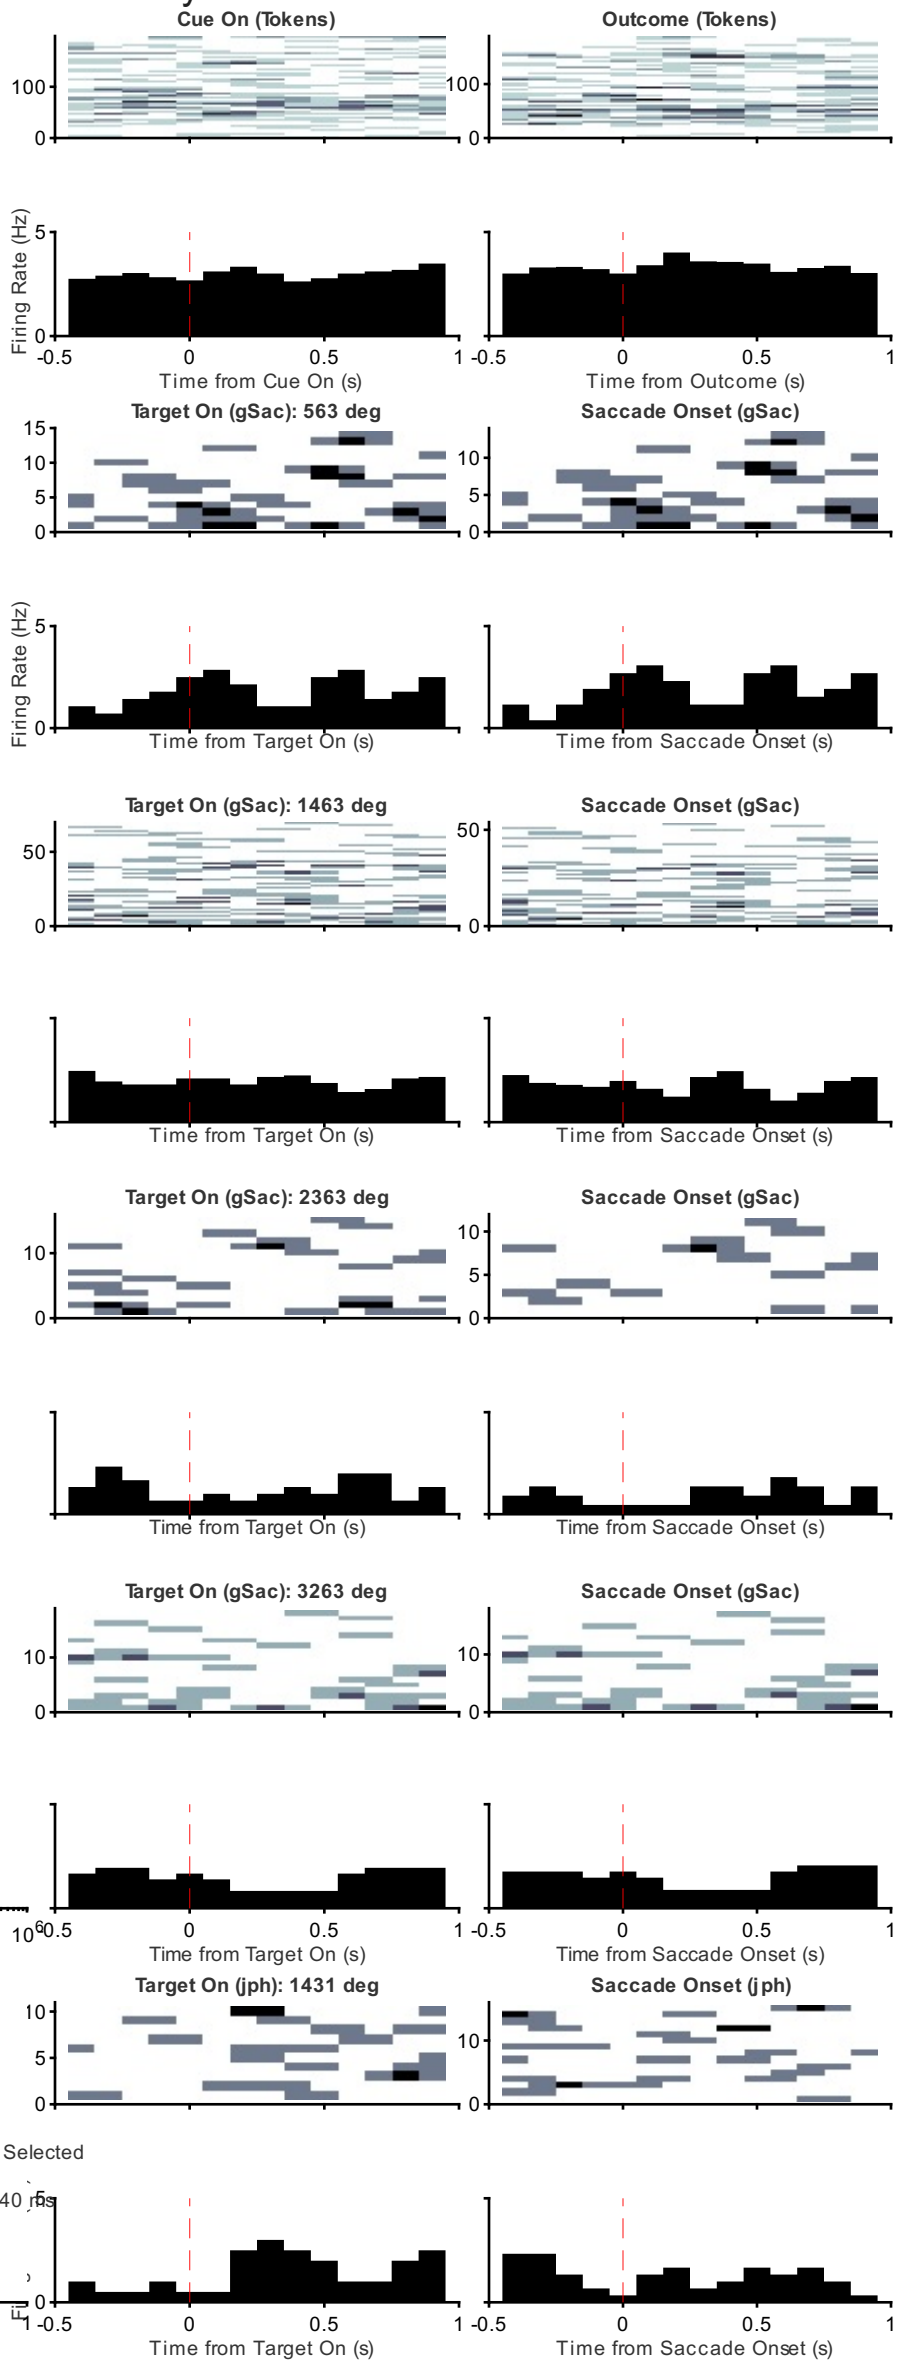 Cue On (Tokens) Outcome (Tokens)
100 100
0 0
Firing Rate (Hz)
5
0
-0.5 0 0.5 1 -0.5 0 0.5 1
Time from Cue On (s) Time from Outcome (s)
Target On (gSac): 563 deg Saccade Onset (gSac)
15
10 10
5 5
0 0
Firing Rate (Hz)
5
0
Time from Target On (s) Time from Saccade Onset (s)
Target On (gSac): 1463 deg Saccade Onset (gSac)
50 50
0 0
Time from Target On (s) Time from Saccade Onset (s)
Target On (gSac): 2363 deg Saccade Onset (gSac)
10 10
5
0 0
Time from Target On (s) Time from Saccade Onset (s)
Target On (gSac): 3263 deg Saccade Onset (gSac)
10 10
0 0
10^6
-0.5 0 0.5 1 -0.5 0 0.5 1
Time from Target On (s) Time from Saccade Onset (s)
Target On (jph): 1431 deg Saccade Onset (jph)
10 10
5
0 0
Selected
40 ms
5
0
1 -0.5 0 0.5 1 -0.5 0 0.5 1
Time from Target On (s) Time from Saccade Onset (s)